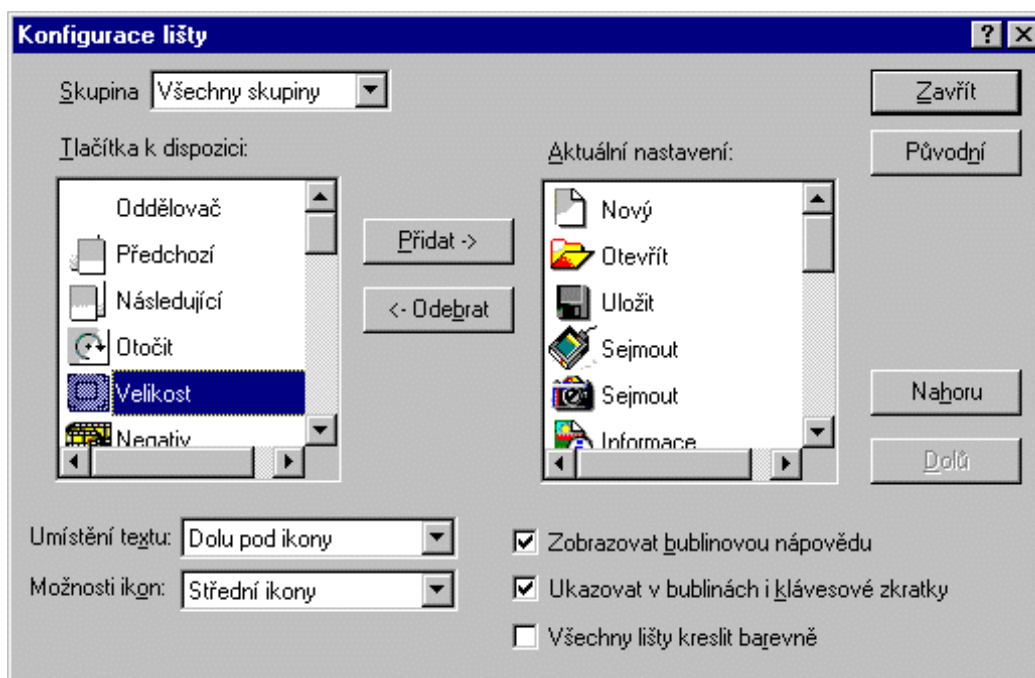 Konfigurace lišty
Skupina Všechny skupiny
Zavřít
Tlačítka k dispozici:
Aktuální nastavení:
Původní
Oddělovač
Předchozí
Následující
Otočit
Velikost
Negativ
Přidat ->
<- Odebrat
Nový
Otevřít
Uložit
Sejmout
Sejmout
Informace
Nahoru
Dolů
Umístění textu: Dolu pod ikony
Možnosti ikon: Střední ikony
Zobrazovat bublinovou nápovědu
Ukazovat v bublinách i klávesové zkratky
Všechny lišty kreslit barevně